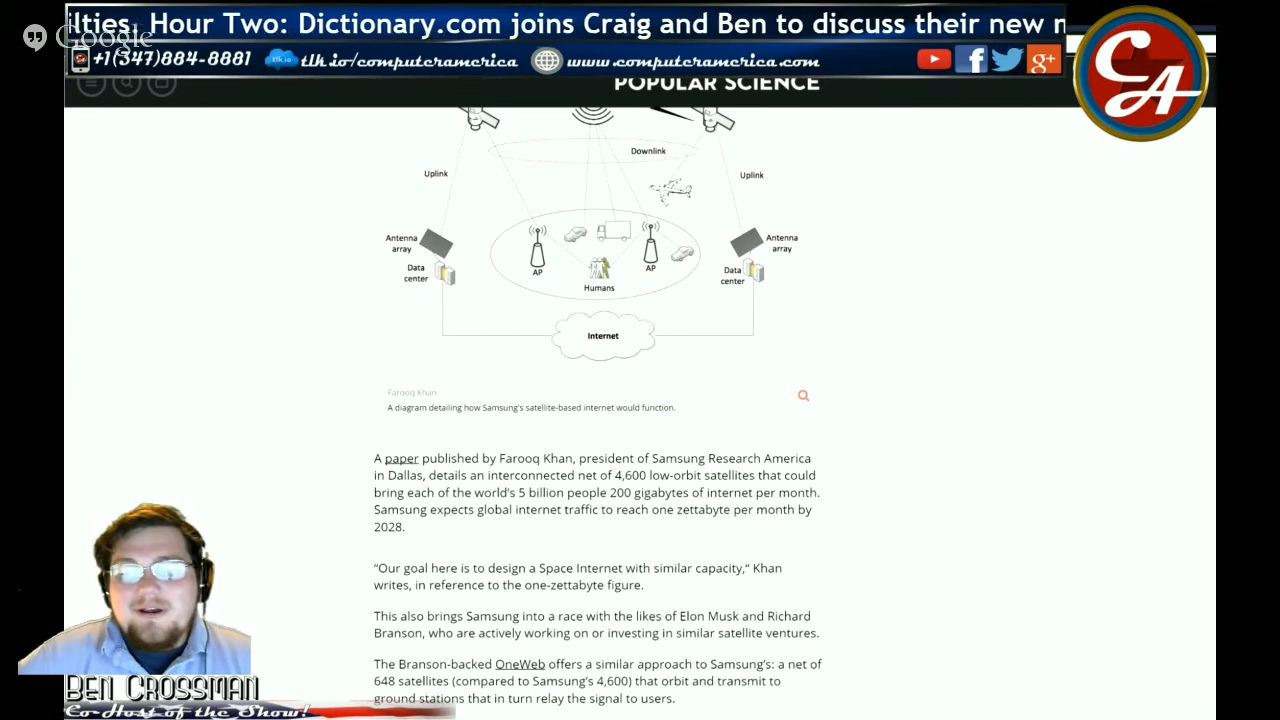 ilties. Hour Two: Dictionary.com joins Craig and Ben to discuss their new
Google
+1(347)884-8881 tlk.io tlk.io/computeramerica www.computeramerica.com f g+
CA
POPULAR SCIENCE
Downlink
Uplink
Uplink
Antenna
array
Antenna
array
Data
center
Data
center
AP
AP
Humans
Internet
Farooq Khan
A diagram detailing how Samsung's satellite-based internet would function.
A paper published by Farooq Khan, president of Samsung Research America
in Dallas, details an interconnected net of 4,600 low-orbit satellites that could
bring each of the world's 5 billion people 200 gigabytes of internet per month.
Samsung expects global internet traffic to reach one zettabyte per month by
2028.
“Our goal here is to design a Space Internet with similar capacity,“ Khan
writes, in reference to the one-zettabyte figure.
This also brings Samsung into a race with the likes of Elon Musk and Richard
Branson, who are actively working on or investing in similar satellite ventures.
The Branson-backed OneWeb offers a similar approach to Samsung's: a net of
648 satellites (compared to Samsung's 4,600) that orbit and transmit to
ground stations that in turn relay the signal to users.
Ben Crossman
Co-Host of the Show!